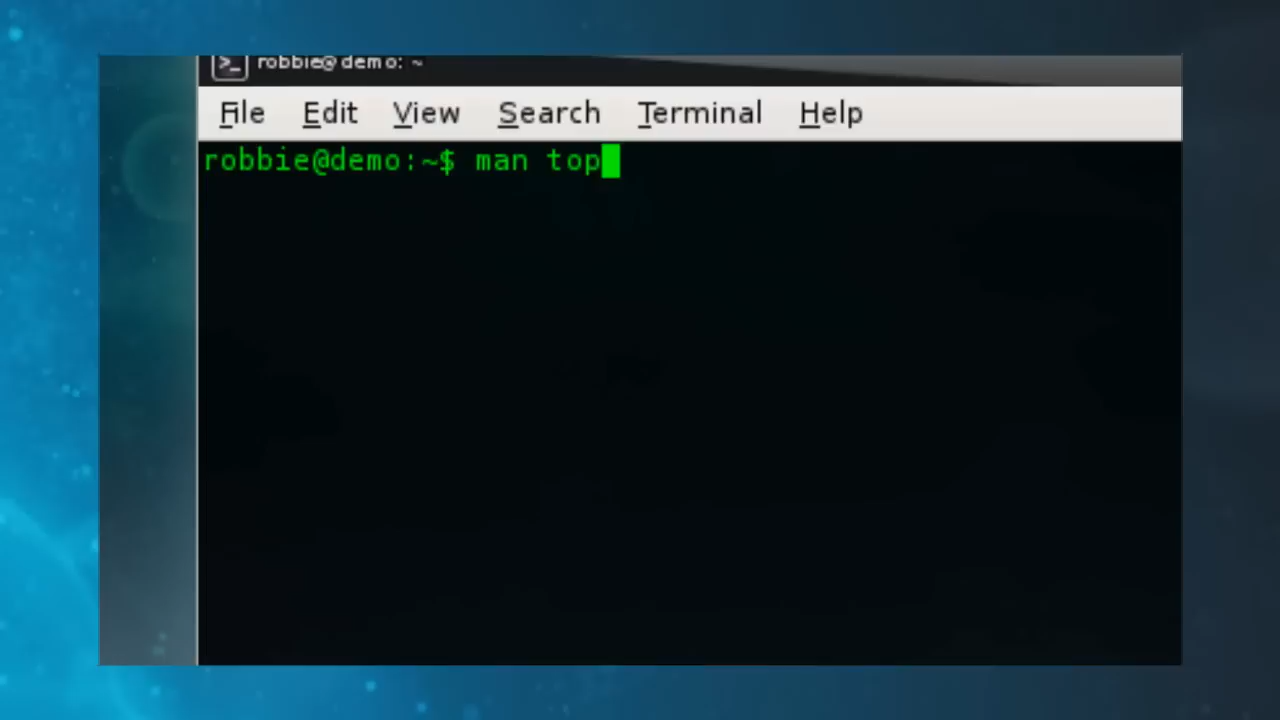 robbie@demo: ~
File Edit View Search Terminal Help
robbie@demo:~$ man top